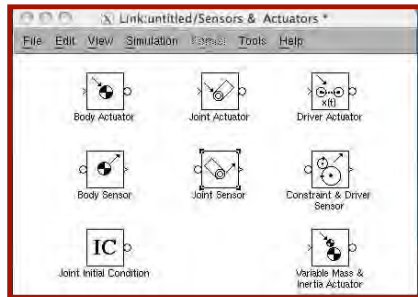 Link:untitled/Sensors & Actuators *
File Edit View Simulation Format Tools Help
x(t)
Body Actuator Joint Actuator Driver Actuator
Body Sensor Joint Sensor Constraint & Driver
Sensor
IC
Joint Initial Condition Variable Mass &
Inertia Actuator